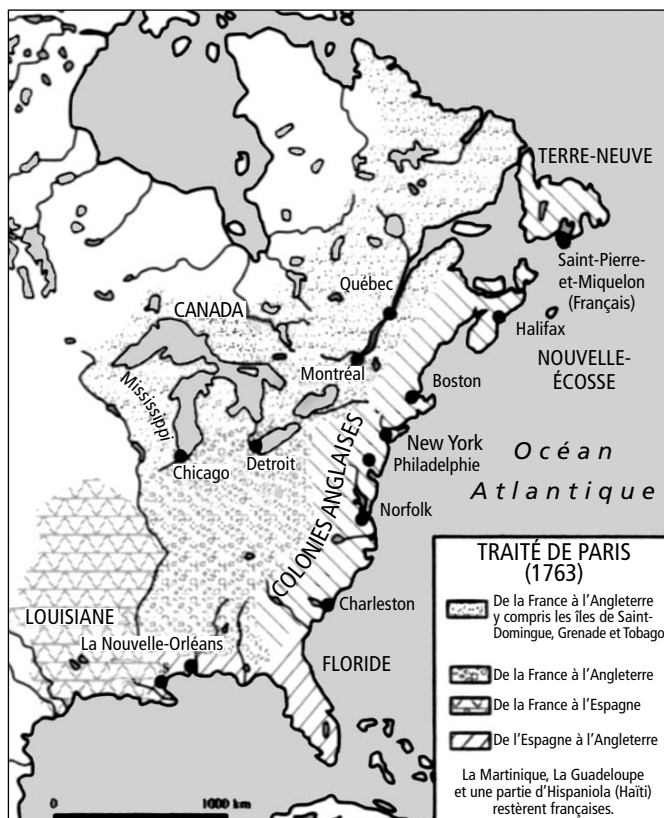 TERRE-NEUVE
Saint-Pierre-
et-Miquelon
(Français)
Québec
CANADA
Halifax
Montréal
NOUVELLE-
ÉCOSSE
Mississippi
Boston
New York
Chicago
Detroit
Philadelphie
Océan
Atlantique
COLONIES ANGLAISES
Norfolk
LOUISIANE
Charleston
La Nouvelle-Orléans
FLORIDE
TRAITÉ DE PARIS
(1763)
De la France à l'Angleterre
y compris les îles de Saint-
Domingue, Grenade et Tobago
De la France à l'Angleterre
De la France à l'Espagne
De l'Espagne à l'Angleterre
La Martinique, La Guadeloupe
et une partie d'Hispaniola (Haïti)
restèrent françaises.
0 1000 km